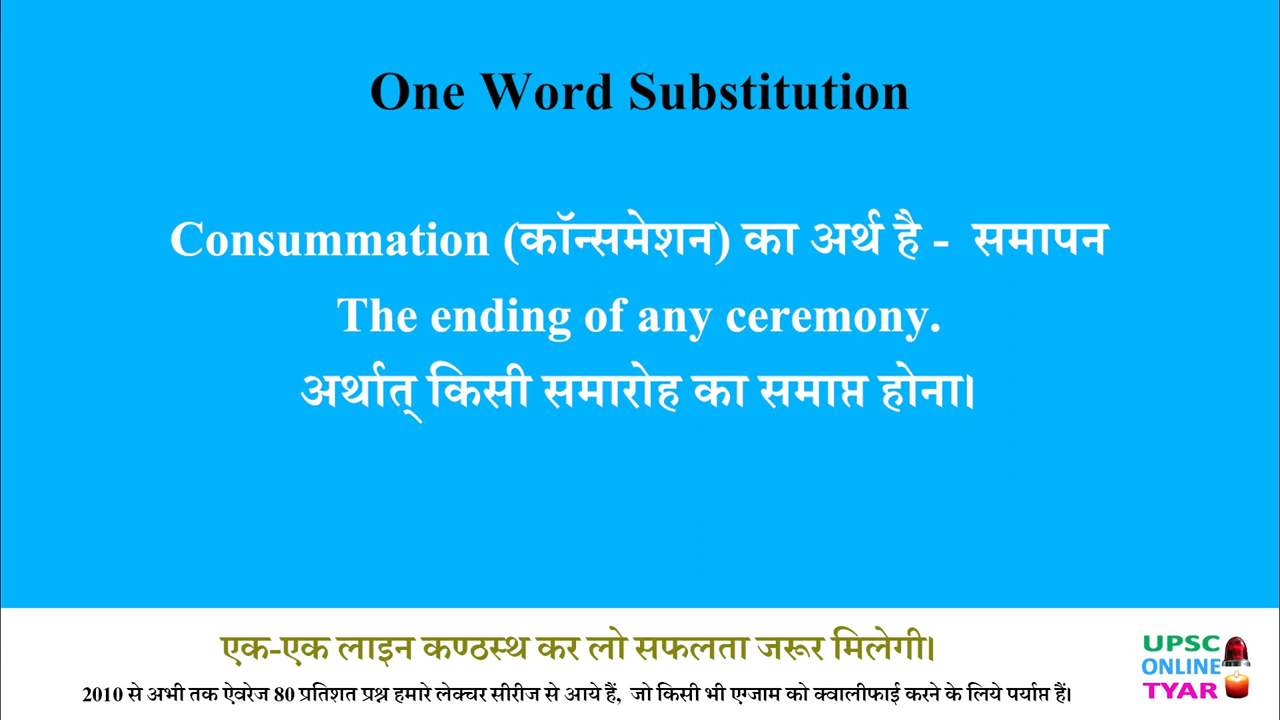 One Word Substitution
Consummation (कॉन्समेशन) का अर्थ है - समापन
The ending of any ceremony.
अर्थात् किसी समारोह का समाप्त होना।
एक-एक लाइन कण्ठस्थ कर लो सफलता जरूर मिलेगी।
2010 से अभी तक ऐवरेज 80 प्रतिशत प्रश्न हमारे लेक्चर सीरीज से आये हैं, जो किसी भी एग्जाम को क्वालीफाई करने के लिये पर्याप्त हैं।
UPSC
ONLINE
TYAR